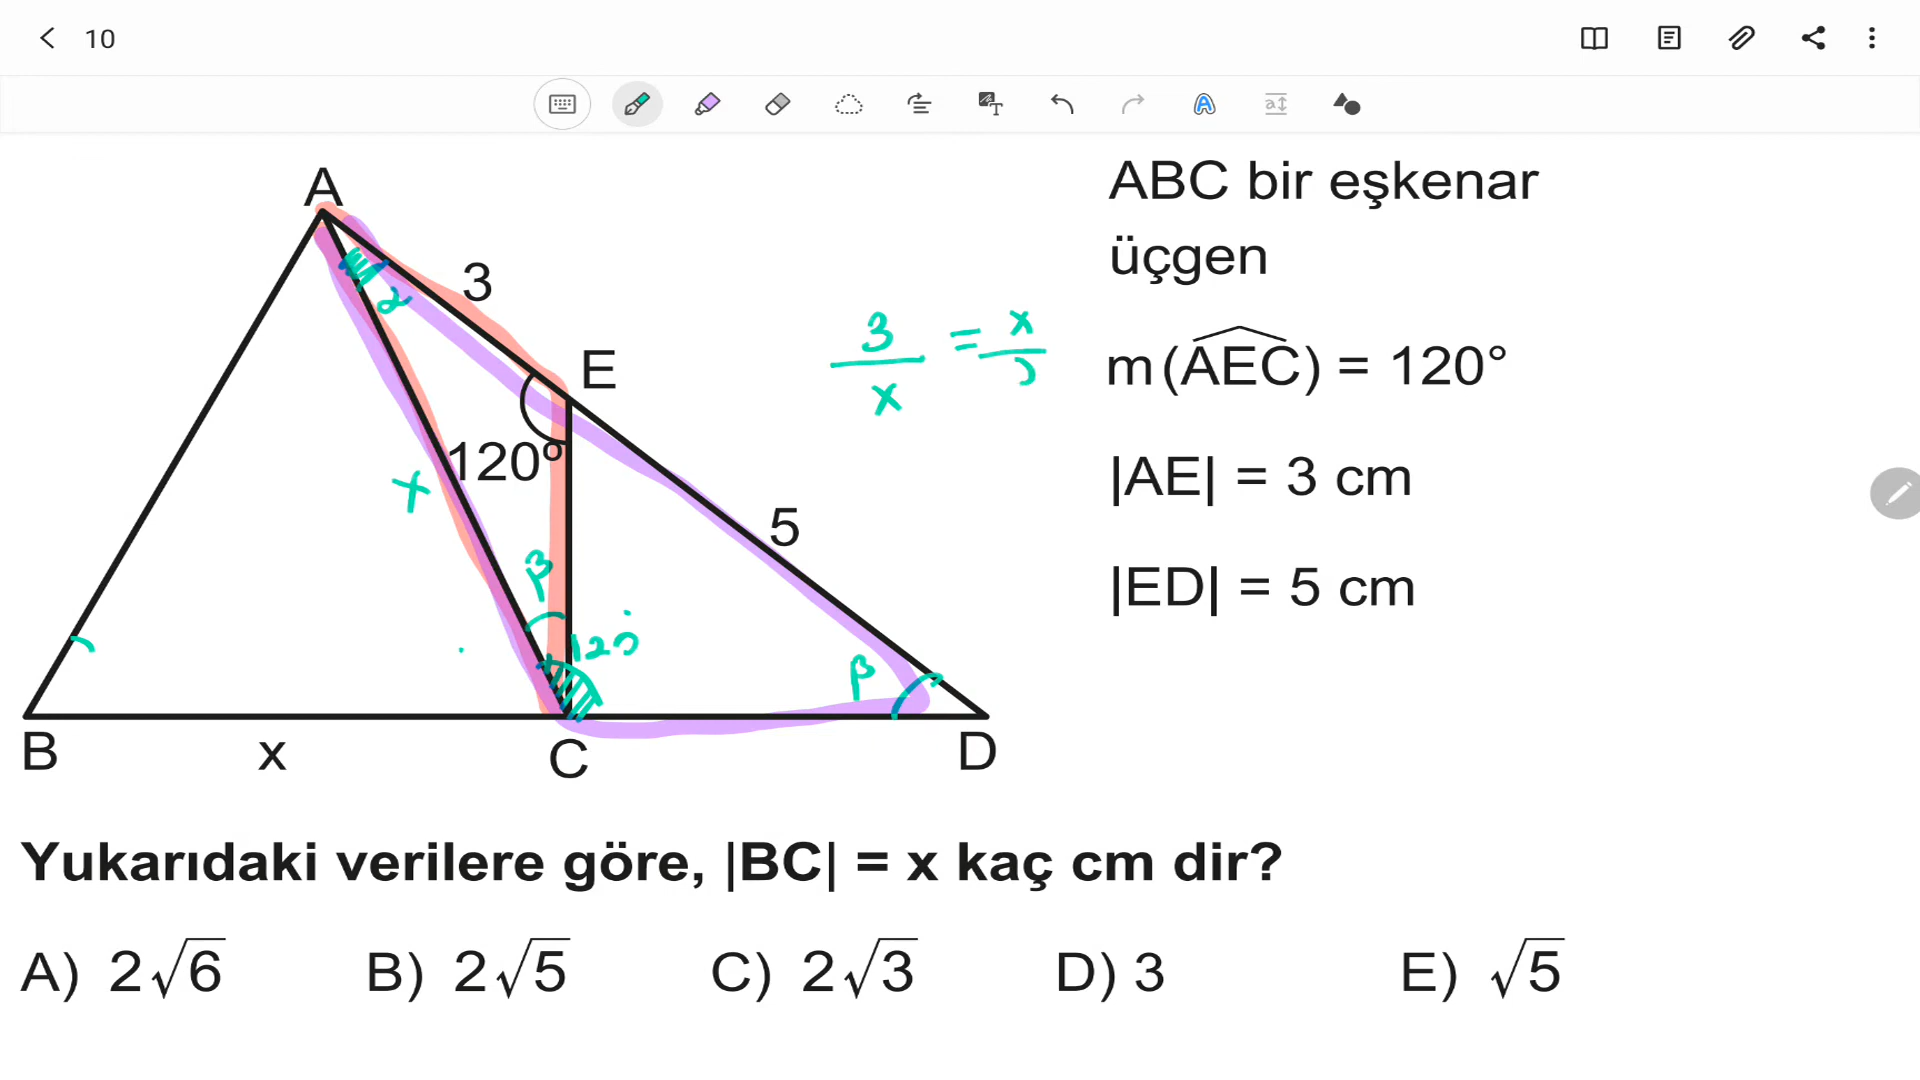 10
A
3
2
E
120°
x
5
β
120
β
B
x
C
D
3/x = x/
ABC bir eşkenar
üçgen
m(AEC) = 120°
|AE| = 3 cm
|ED| = 5 cm
Yukarıdaki verilere göre, |BC| = x kaç cm dir?
A) 2√6 B) 2√5 C) 2√3 D) 3 E) √5